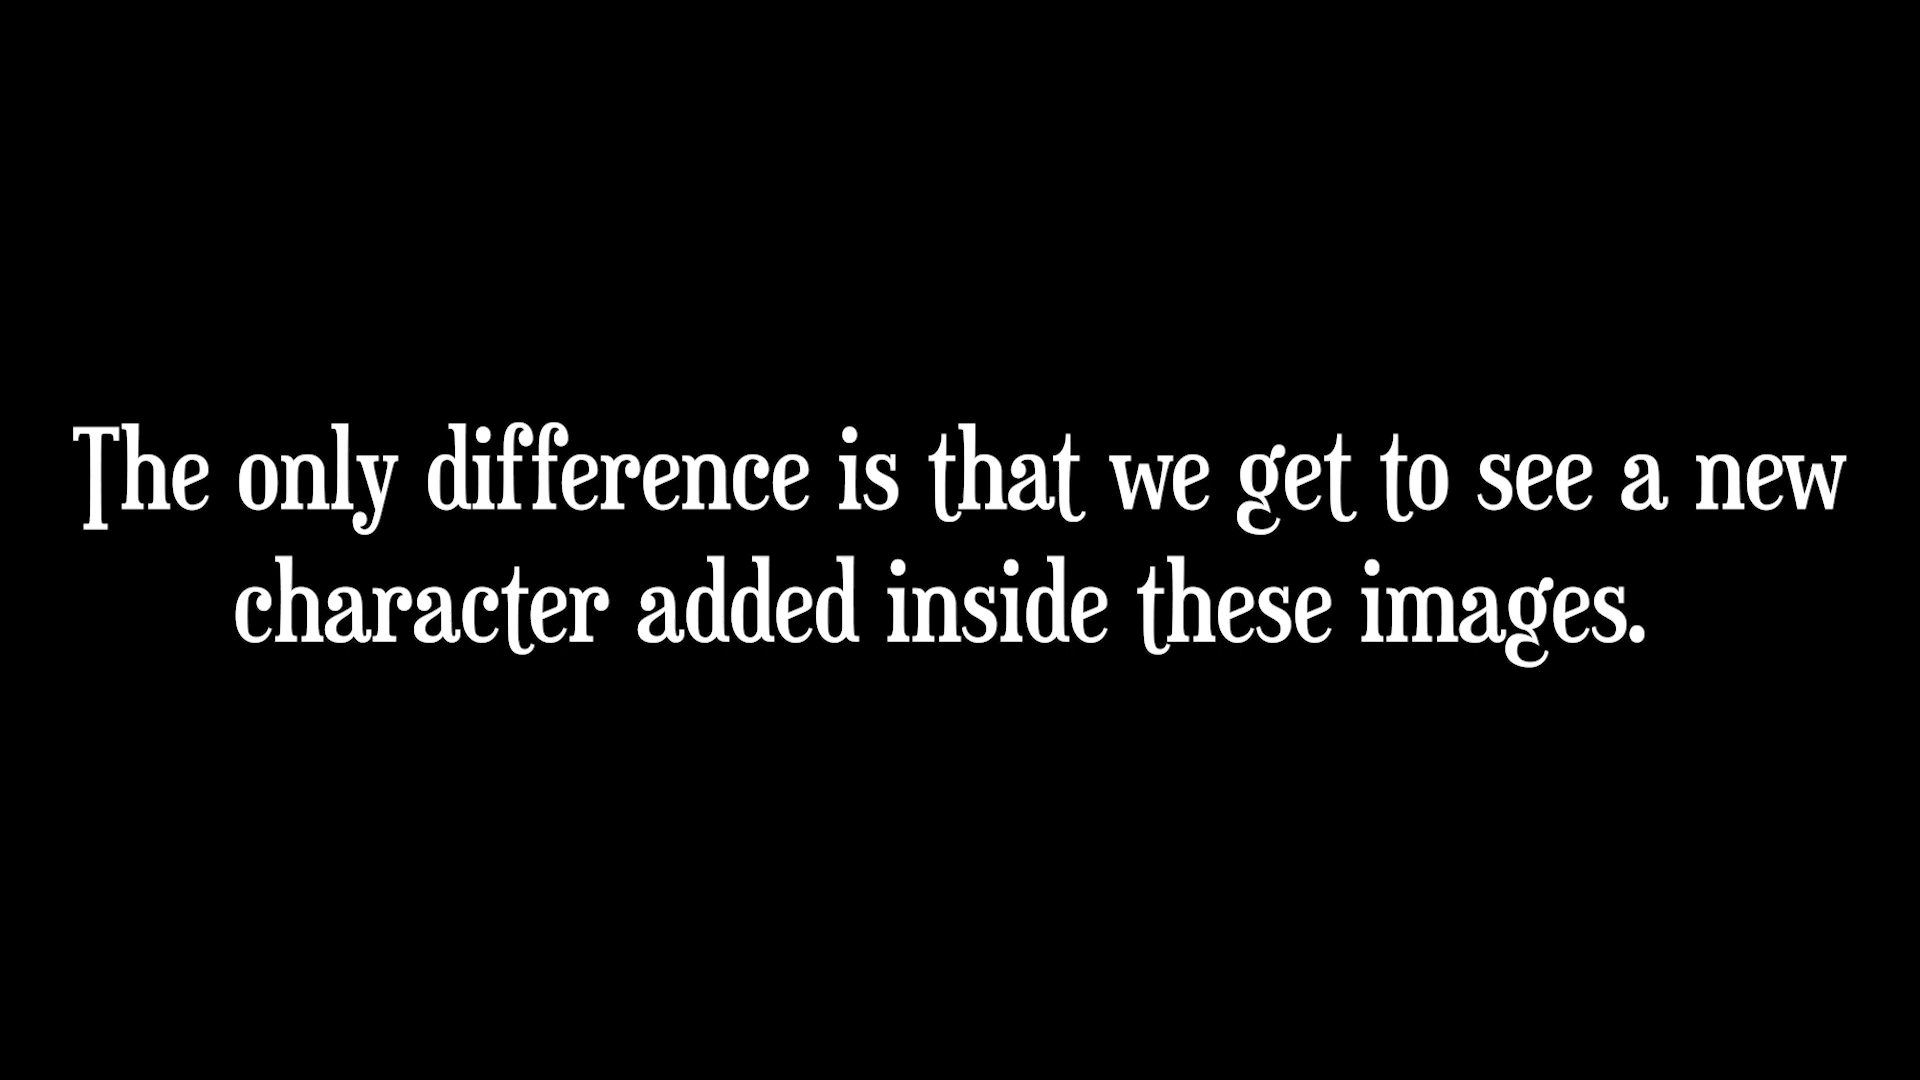 The only difference is that we get to see a new
character added inside these images.